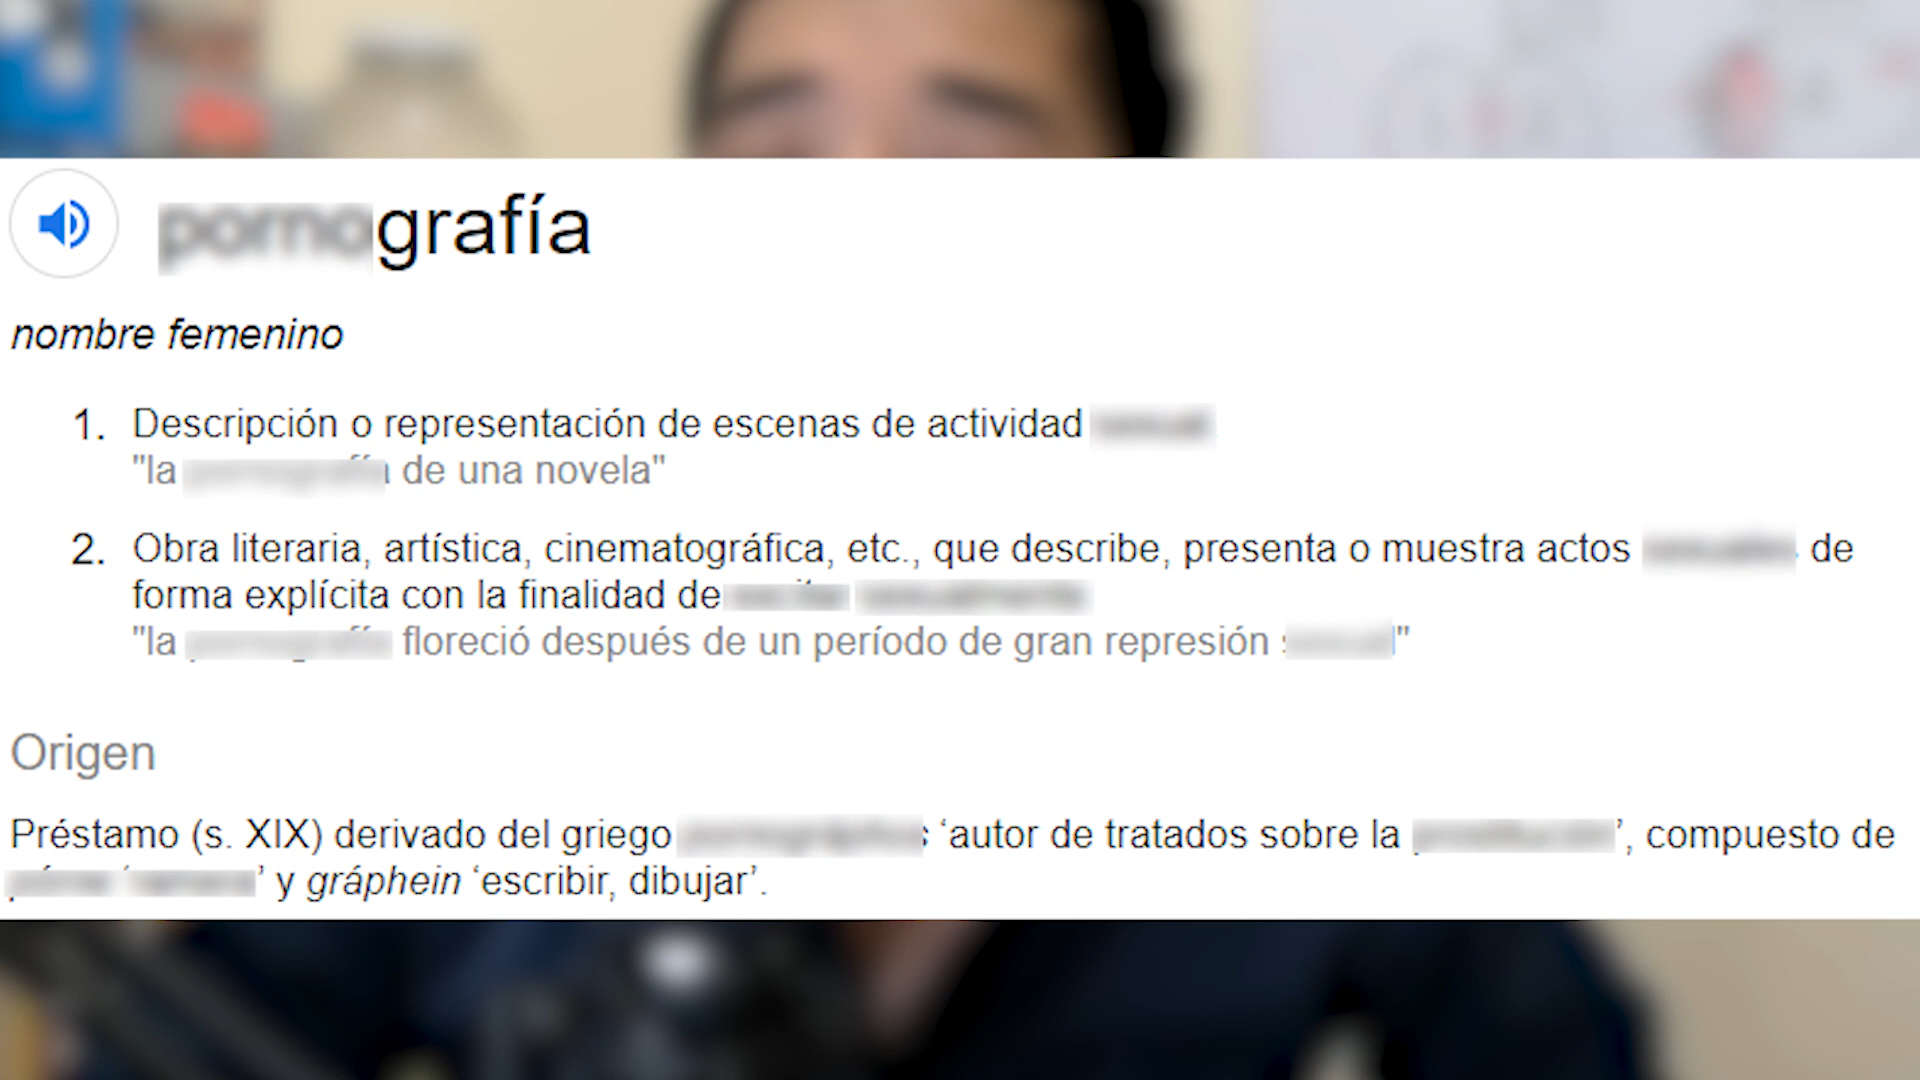 grafía
nombre femenino
1. Descripción o representación de escenas de actividad
"la de una novela"
2. Obra literaria, artística, cinematográfica, etc., que describe, presenta o muestra actos de
forma explícita con la finalidad de
"la floreció después de un período de gran represión "
Origen
Préstamo (s. XIX) derivado del griego ‘autor de tratados sobre la ’, compuesto de
’ y gráphein ‘escribir, dibujar’.